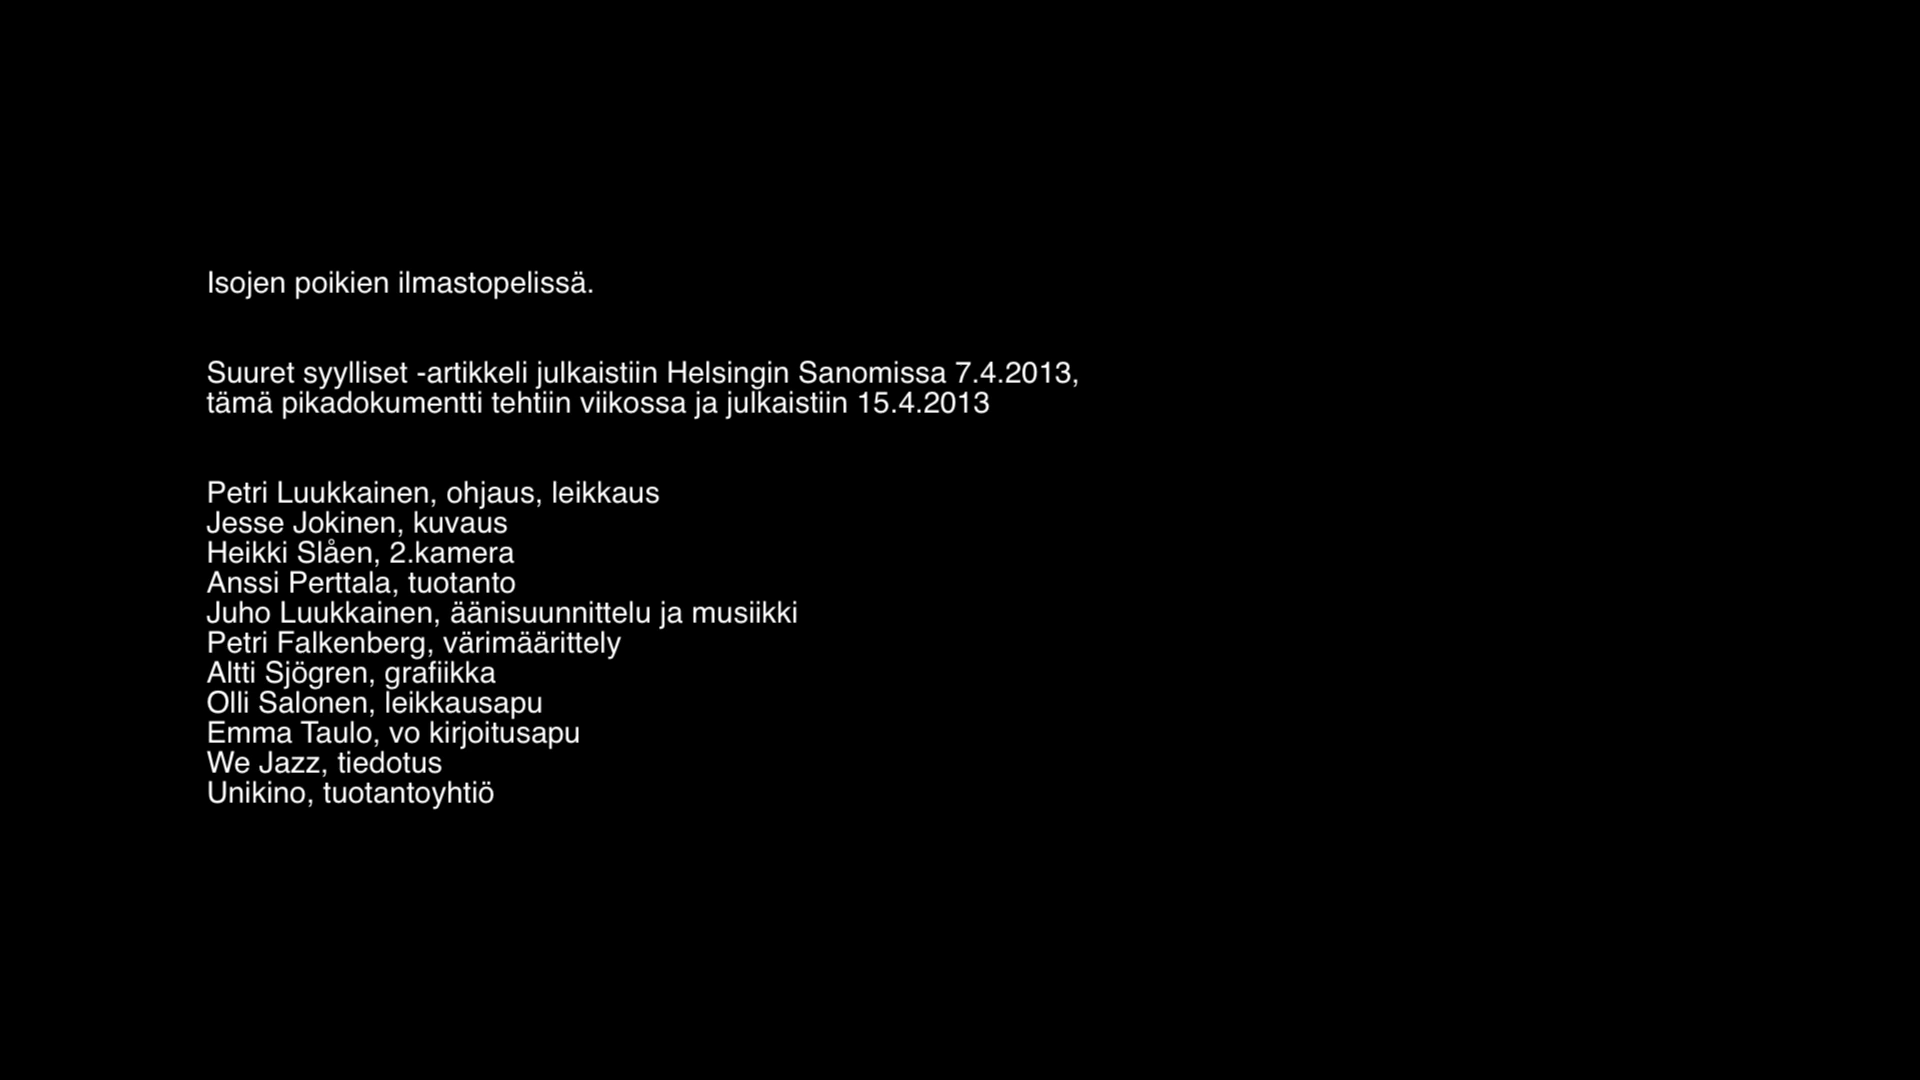 Isojen poikien ilmastopelissä.
Suuret syylliset -artikkeli julkaistiin Helsingin Sanomissa 7.4.2013,
tämä pikadokumentti tehtiin viikossa ja julkaistiin 15.4.2013
Petri Luukkainen, ohjaus, leikkaus
Jesse Jokinen, kuvaus
Heikki Slåen, 2.kamera
Anssi Perttala, tuotanto
Juho Luukkainen, äänisuunnittelu ja musiikki
Petri Falkenberg, värimäärittely
Altti Sjögren, grafiikka
Olli Salonen, leikkausapu
Emma Taulo, vo kirjoitusapu
We Jazz, tiedotus
Unikino, tuotantoyhtiö